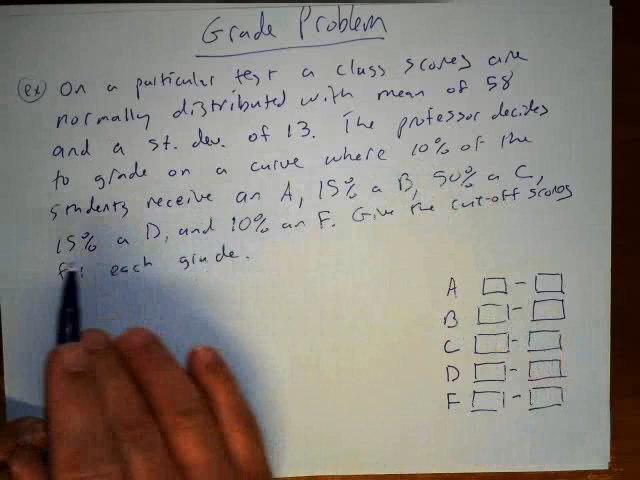 Grade Problem
ex On a particular test a class scores are
normally distributed with mean of 58
and a st. dev. of 13. The professor decides
to grade on a curve where 10% of the
students receive an A, 15% a B, 50% a C,
15% a D, and 10% an F. Give the cut-off scores
each grade.
A -
B -
C -
D -
F -